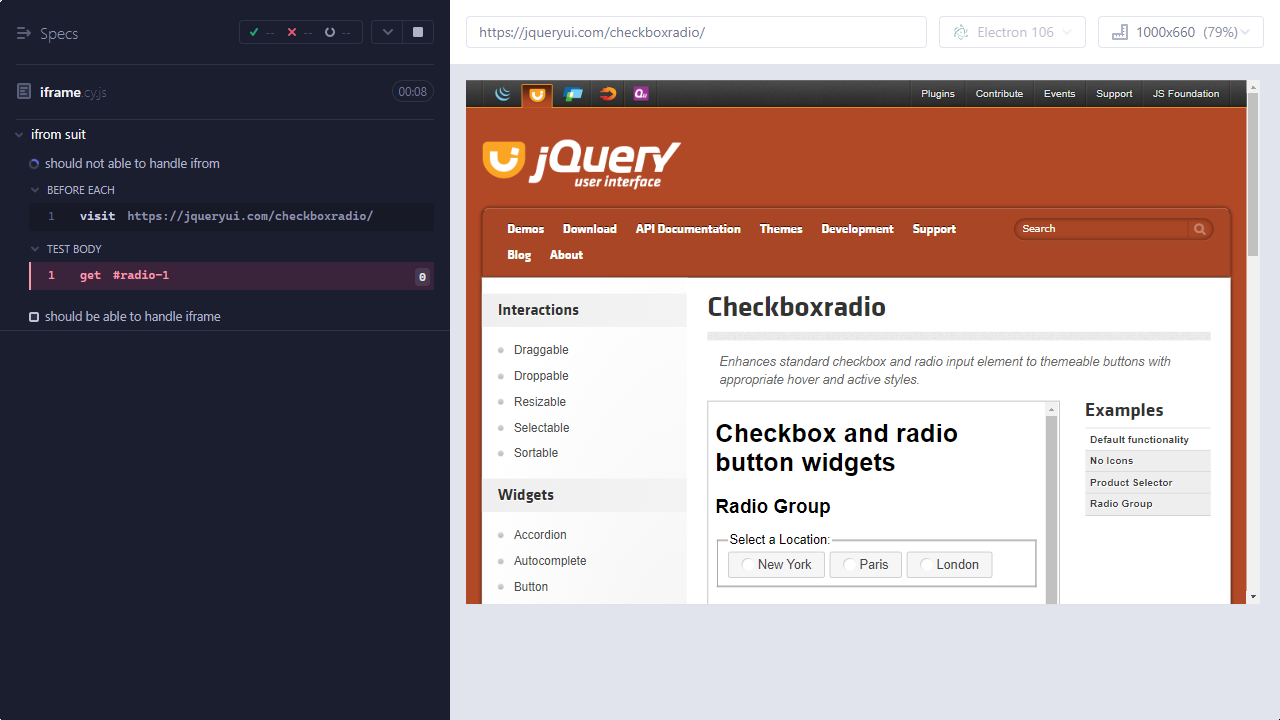 Specs
-- -- --
iframe.cy.js 00:08
ifrom suit
should not able to handle ifrom
BEFORE EACH
1 visit https://jqueryui.com/checkboxradio/
TEST BODY
1 get #radio-1 0
should be able to handle iframe
https://jqueryui.com/checkboxradio/
Electron 106
1000x660 (79%)
Plugins Contribute Events Support JS Foundation
jQuery
user interface
Demos Download API Documentation Themes Development Support
Blog About
Search
Interactions
Draggable
Droppable
Resizable
Selectable
Sortable
Widgets
Accordion
Autocomplete
Button
Checkboxradio
Enhances standard checkbox and radio input element to themeable buttons with
appropriate hover and active styles.
Checkbox and radio
button widgets
Radio Group
Select a Location:
New York Paris London
Examples
Default functionality
No Icons
Product Selector
Radio Group